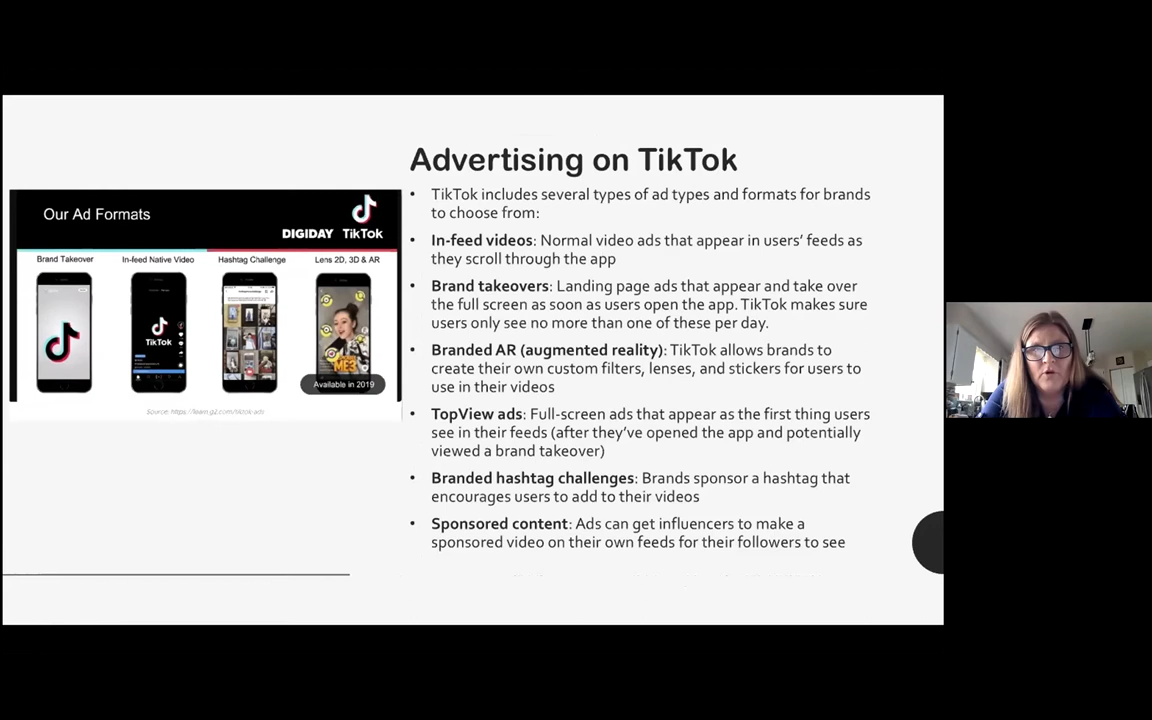 Advertising on TikTok
• TikTok includes several types of ad types and formats for brands
to choose from:
• In-feed videos: Normal video ads that appear in users' feeds as
they scroll through the app
• Brand takeovers: Landing page ads that appear and take over
the full screen as soon as users open the app. TikTok makes sure
users only see no more than one of these per day.
• Branded AR (augmented reality): TikTok allows brands to
create their own custom filters, lenses, and stickers for users to
use in their videos
• TopView ads: Full-screen ads that appear as the first thing users
see in their feeds (after they've opened the app and potentially
viewed a brand takeover)
• Branded hashtag challenges: Brands sponsor a hashtag that
encourages users to add to their videos
• Sponsored content: Ads can get influencers to make a
sponsored video on their own feeds for their followers to see
Our Ad Formats
DIGIDAY TikTok
Brand Takeover In-feed Native Video Hashtag Challenge Lens 2D, 3D & AR
TikTok
ME3
Available in 2019
Source: https://learn.g2.com/tiktok-ads